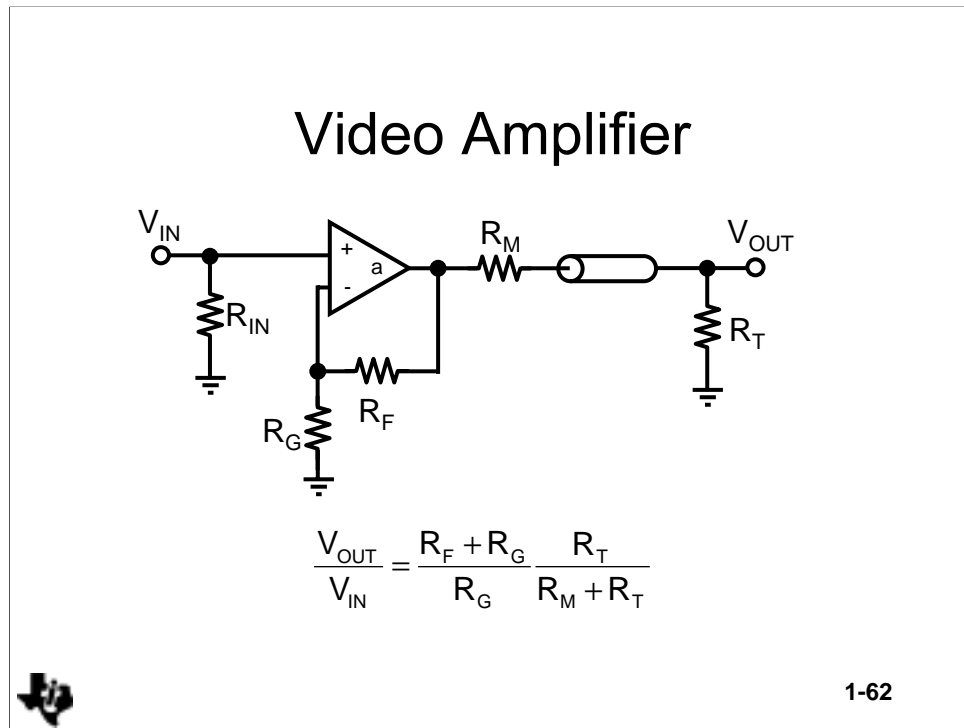 Video Amplifier
V_IN
R_IN
+
a
-
R_M
V_OUT
R_T
R_F
R_G
V_OUT / V_IN = (R_F + R_G) / R_G · R_T / (R_M + R_T)
1-62